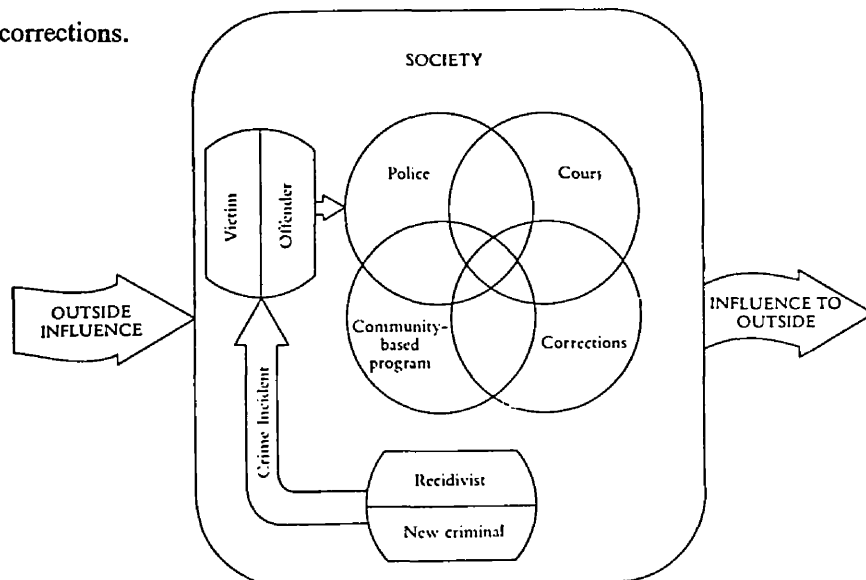 corrections.
SOCIETY
Police
Court
Victim
Offender
OUTSIDE
INFLUENCE
Community-
based
program
Corrections
INFLUENCE TO
OUTSIDE
Crime Incident
Recidivist
New criminal